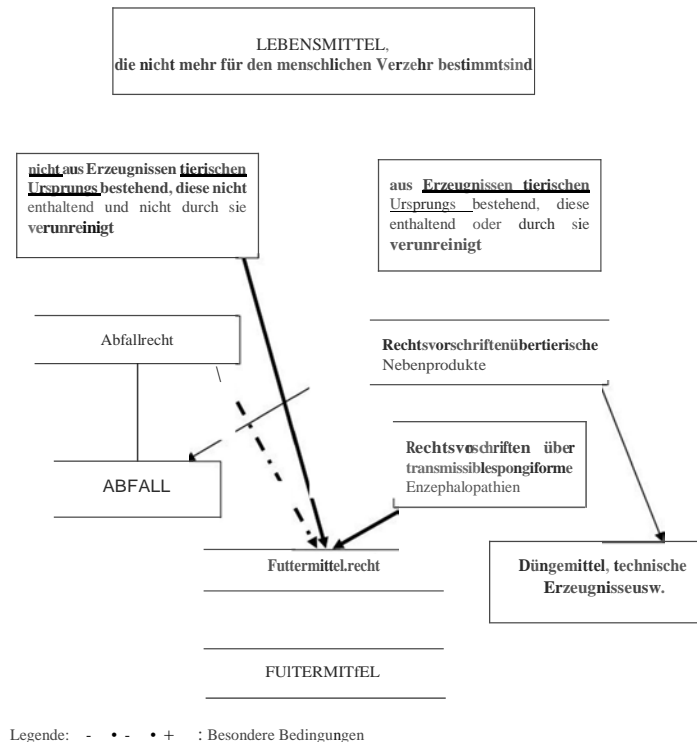 LEBENSMITTEL,
die nicht mehr für den menschlichen Verzehr bestimmtsind
nicht aus Erzeugnissen tierischen
Ursprungs bestehend, diese nicht
enthaltend und nicht durch sie
verunreinigt
aus Erzeugnissen tierischen
Ursprungs bestehend, diese
enthaltend oder durch sie
verunreinigt
Abfallrecht
Rechtsvorschriftenübertierische
Nebenprodukte
ABFALL
Rechtsvoschriften über
transmissiblespongiforme
Enzephalopathien
Futtermittel.recht
Düngemittel, technische
Erzeugnisseusw.
FUlTERMITfEL
Legende: - • - • + : Besondere Bedingungen